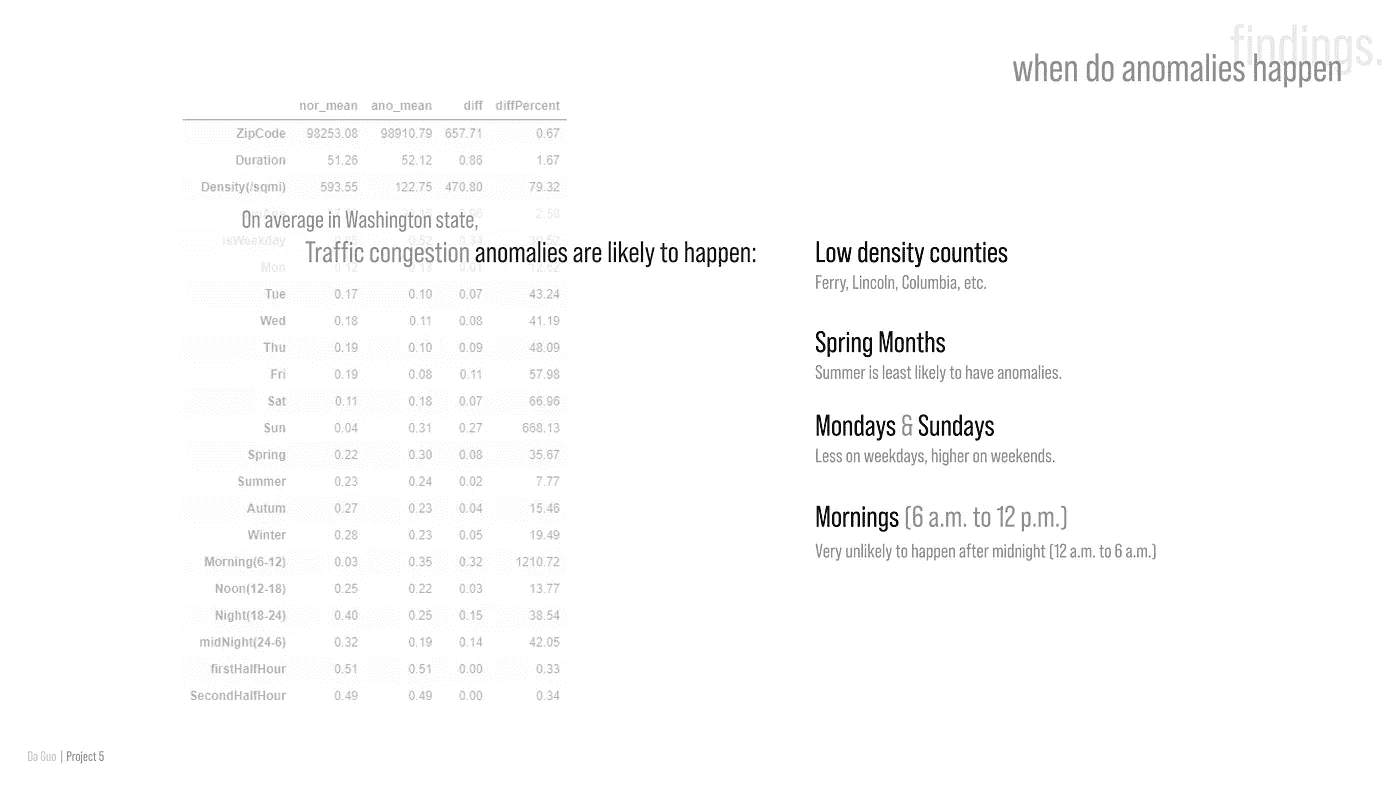 findings.
when do anomalies happen
nor_mean ano_mean diff diffPercent
ZipCode 98253.08 98910.79 657.71 0.67
Duration 51.26 52.12 0.86 1.67
Density(/sqmi) 593.55 122.75 470.80 79.32
2.58
On average in Washington state,
isWeekday 0.52
Traffic congestion anomalies are likely to happen:
Mon 0.12 0.13 0.01
Tue 0.17 0.10 0.07 43.24
Wed 0.18 0.11 0.08 41.19
Thu 0.19 0.10 0.09 48.09
Fri 0.19 0.08 0.11 57.98
Sat 0.11 0.18 0.07 66.96
Sun 0.04 0.31 0.27 668.13
Spring 0.22 0.30 0.08 35.67
Summer 0.23 0.24 0.02 7.77
Autum 0.27 0.23 0.04 15.46
Winter 0.28 0.23 0.05 19.49
Morning(6-12) 0.03 0.35 0.32 1210.72
Noon(12-18) 0.25 0.22 0.03 13.77
Night(18-24) 0.40 0.25 0.15 38.54
midNight(24-6) 0.32 0.19 0.14 42.05
firstHalfHour 0.51 0.51 0.00 0.33
SecondHalfHour 0.49 0.49 0.00 0.34
Low density counties
Ferry, Lincoln, Columbia, etc.
Spring Months
Summer is least likely to have anomalies.
Mondays & Sundays
Less on weekdays, higher on weekends.
Mornings (6 a.m. to 12 p.m.)
Very unlikely to happen after midnight (12 a.m. to 6 a.m.)
Da Guo | Project 5